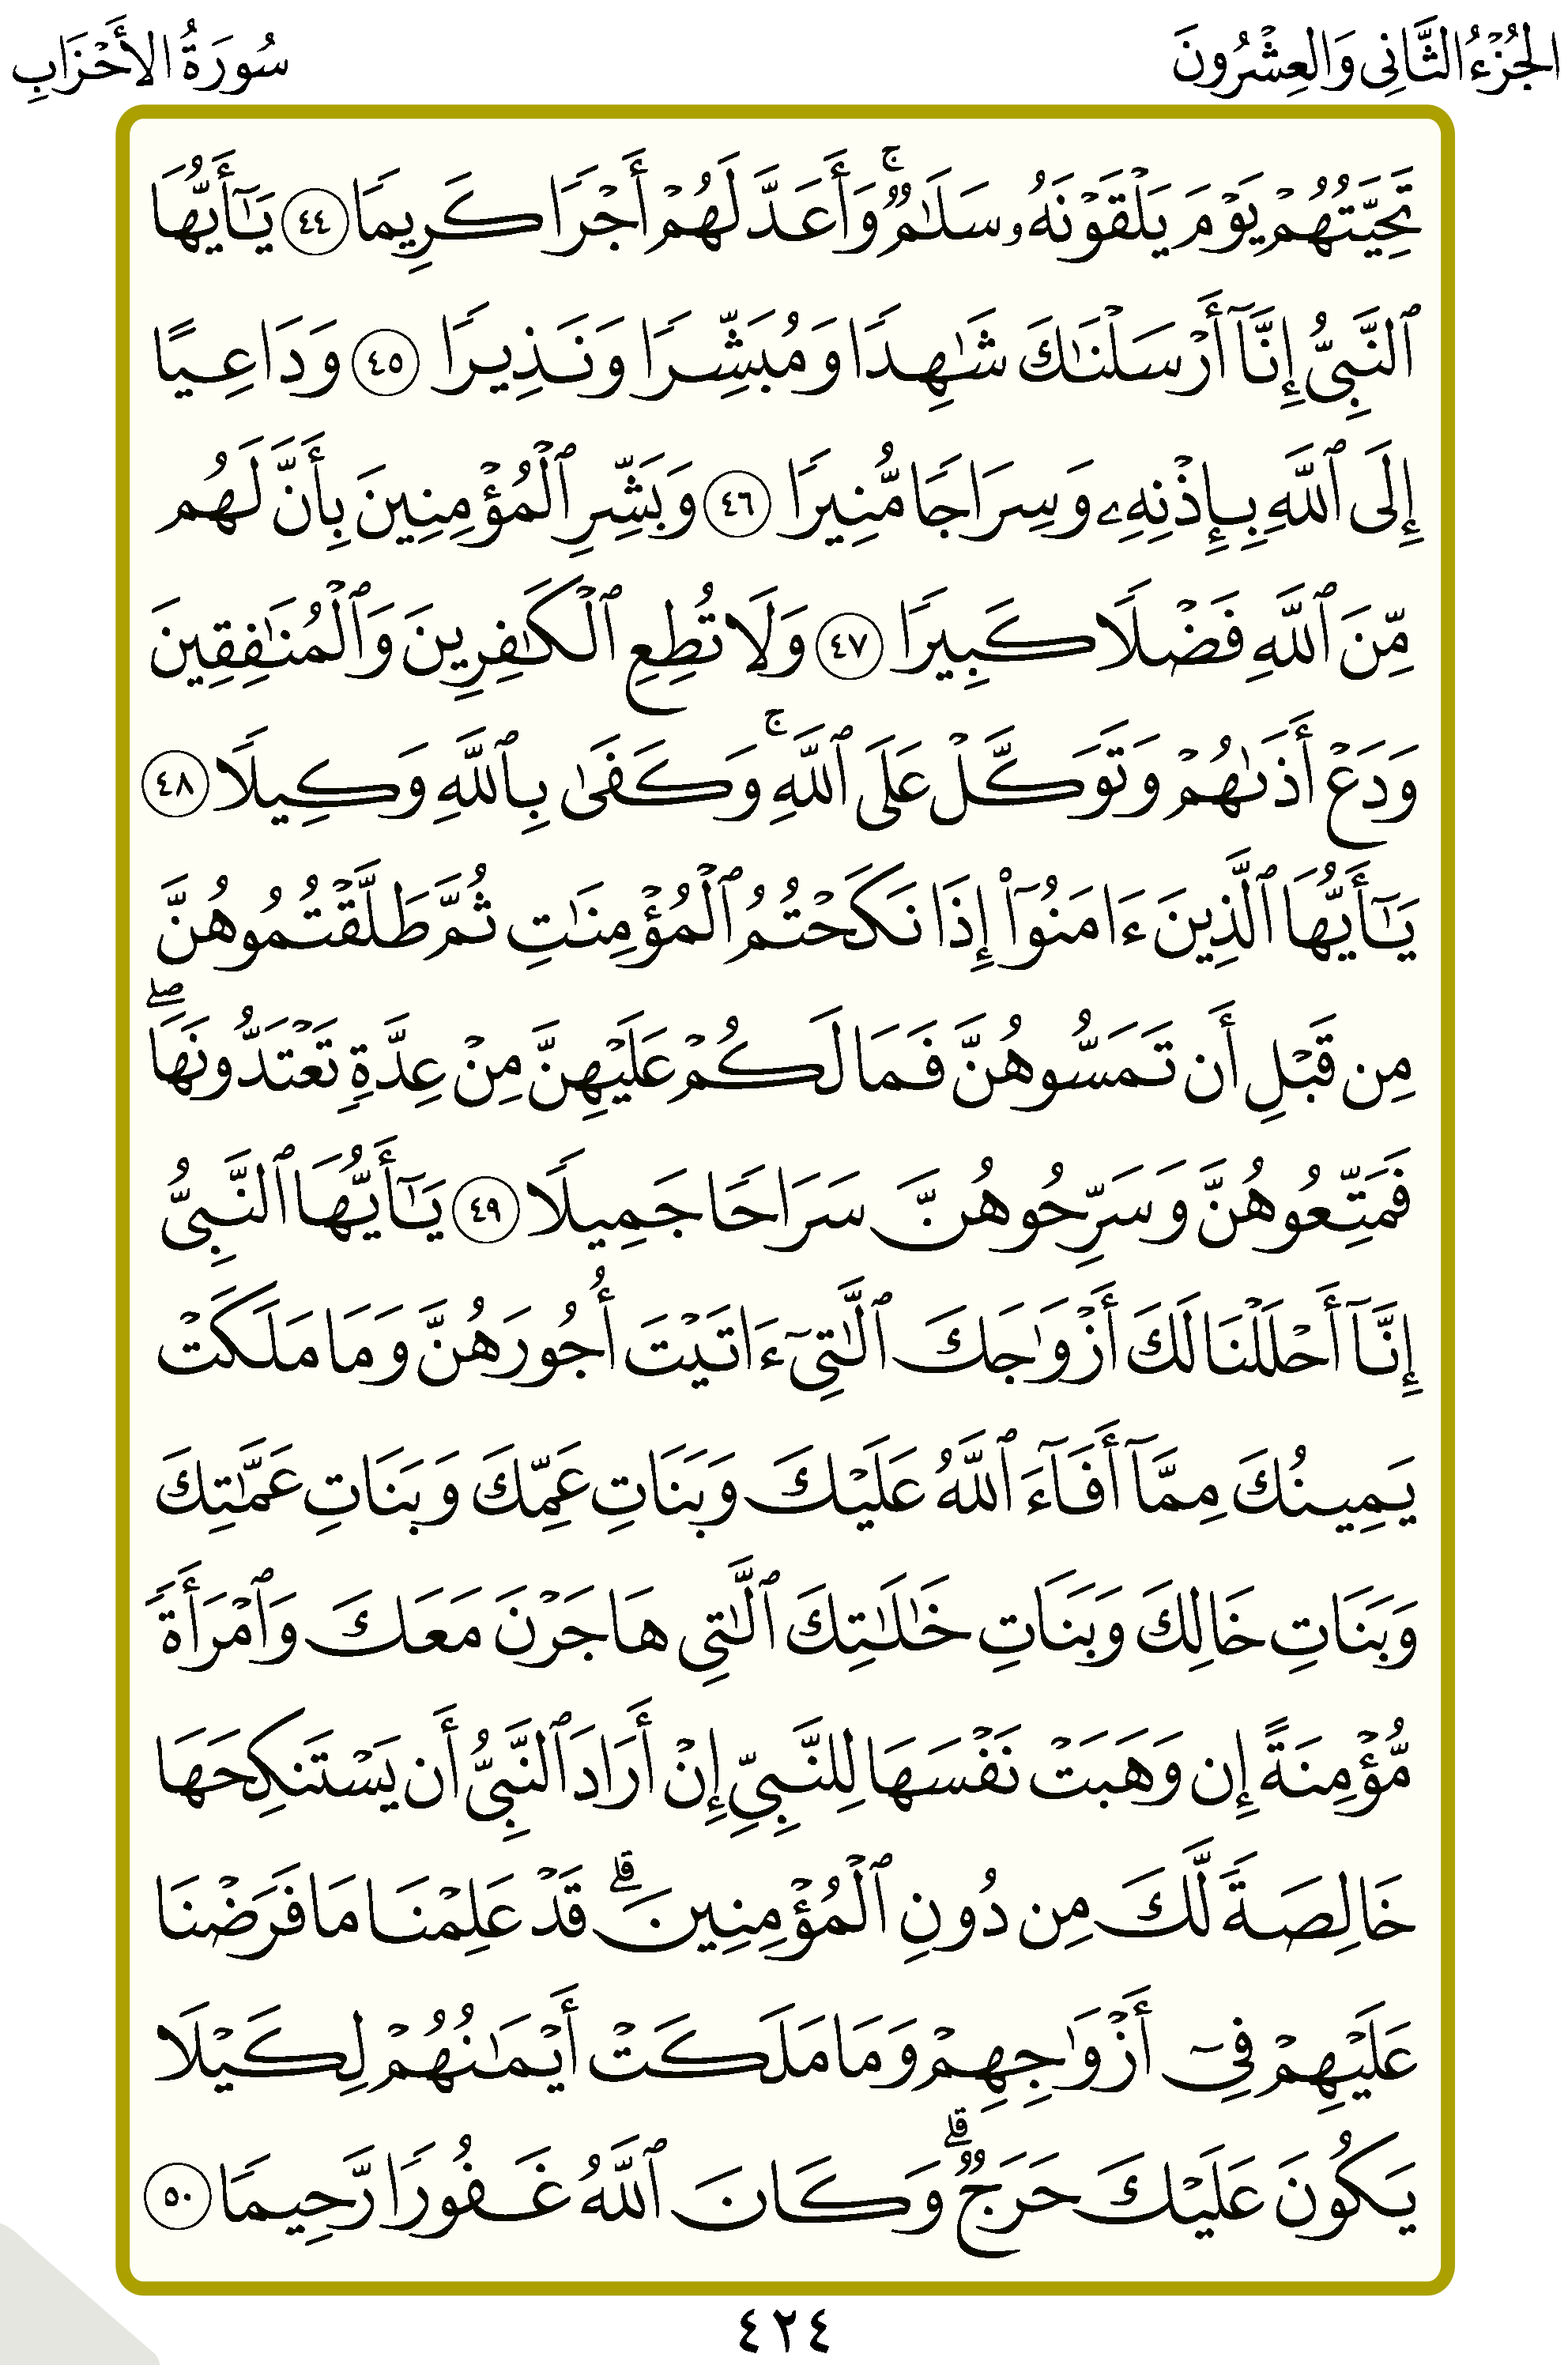 الجُزْءُ الثَّانِي وَالعِشْرُونَ
سُورَةُ الأَحْزَابِ
تَحِيَّتُهُمْ يَوْمَ يَلْقَوْنَهُۥ سَلَٰمٌۚ وَأَعَدَّ لَهُمْ أَجْرًا كَرِيمًا ٤٤ يَٰٓأَيُّهَا
ٱلنَّبِىُّ إِنَّآ أَرْسَلْنَٰكَ شَٰهِدًا وَمُبَشِّرًا وَنَذِيرًا ٤٥ وَدَاعِيًا
إِلَى ٱللَّهِ بِإِذْنِهِۦ وَسِرَاجًا مُّنِيرًا ٤٦ وَبَشِّرِ ٱلْمُؤْمِنِينَ بِأَنَّ لَهُم
مِّنَ ٱللَّهِ فَضْلًا كَبِيرًا ٤٧ وَلَا تُطِعِ ٱلْكَٰفِرِينَ وَٱلْمُنَٰفِقِينَ
وَدَعْ أَذَىٰهُمْ وَتَوَكَّلْ عَلَى ٱللَّهِۚ وَكَفَىٰ بِٱللَّهِ وَكِيلًا ٤٨
يَٰٓأَيُّهَا ٱلَّذِينَ ءَامَنُوٓا۟ إِذَا نَكَحْتُمُ ٱلْمُؤْمِنَٰتِ ثُمَّ طَلَّقْتُمُوهُنَّ
مِن قَبْلِ أَن تَمَسُّوهُنَّ فَمَا لَكُمْ عَلَيْهِنَّ مِنْ عِدَّةٍ تَعْتَدُّونَهَاۖ
فَمَتِّعُوهُنَّ وَسَرِّحُوهُنَّ سَرَاحًا جَمِيلًا ٤٩ يَٰٓأَيُّهَا ٱلنَّبِىُّ
إِنَّآ أَحْلَلْنَا لَكَ أَزْوَٰجَكَ ٱلَّٰتِىٓ ءَاتَيْتَ أُجُورَهُنَّ وَمَا مَلَكَتْ
يَمِينُكَ مِمَّآ أَفَآءَ ٱللَّهُ عَلَيْكَ وَبَنَاتِ عَمِّكَ وَبَنَاتِ عَمَّٰتِكَ
وَبَنَاتِ خَالِكَ وَبَنَاتِ خَٰلَٰتِكَ ٱلَّٰتِى هَاجَرْنَ مَعَكَ وَٱمْرَأَةً
مُّؤْمِنَةً إِن وَهَبَتْ نَفْسَهَا لِلنَّبِىِّ إِنْ أَرَادَ ٱلنَّبِىُّ أَن يَسْتَنكِحَهَا
خَالِصَةً لَّكَ مِن دُونِ ٱلْمُؤْمِنِينَۗ قَدْ عَلِمْنَا مَا فَرَضْنَا
عَلَيْهِمْ فِىٓ أَزْوَٰجِهِمْ وَمَا مَلَكَتْ أَيْمَٰنُهُمْ لِكَيْلَا
يَكُونَ عَلَيْكَ حَرَجٌۗ وَكَانَ ٱللَّهُ غَفُورًا رَّحِيمًا ٥٠
٤٢٤